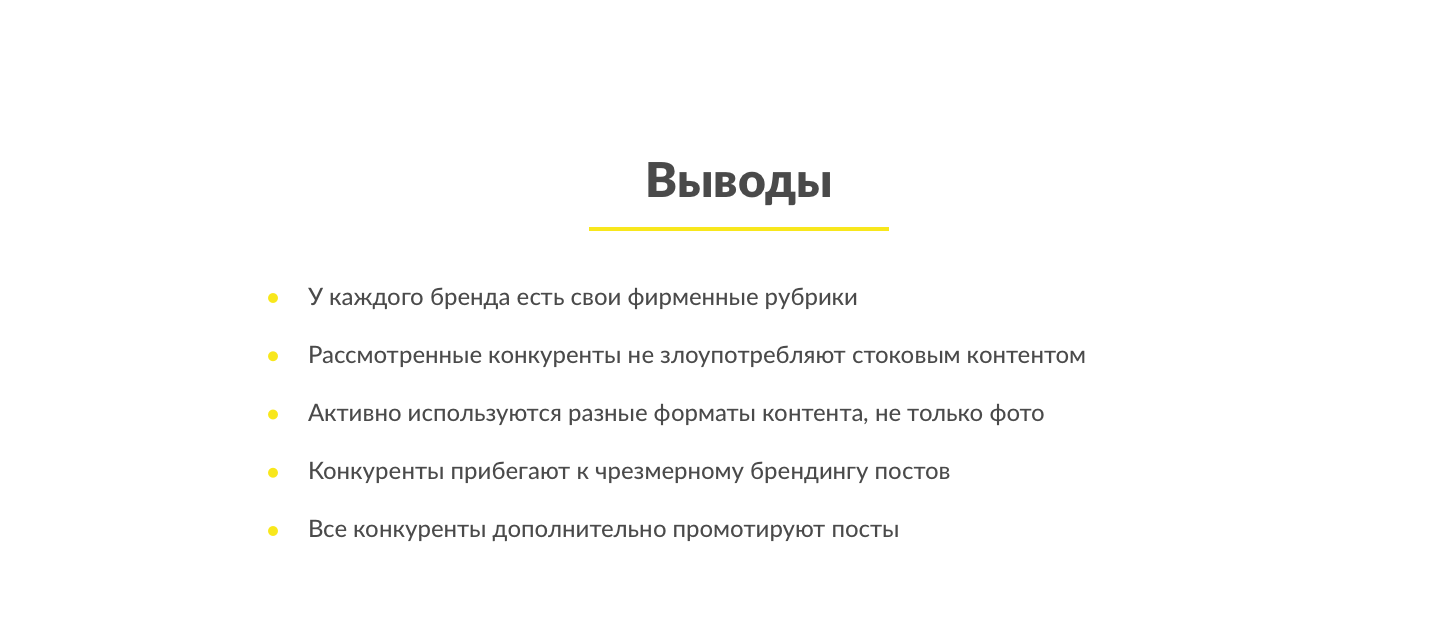 Выводы
У каждого бренда есть свои фирменные рубрики
Рассмотренные конкуренты не злоупотребляют стоковым контентом
Активно используются разные форматы контента, не только фото
Конкуренты прибегают к чрезмерному брендингу постов
Все конкуренты дополнительно промотируют посты